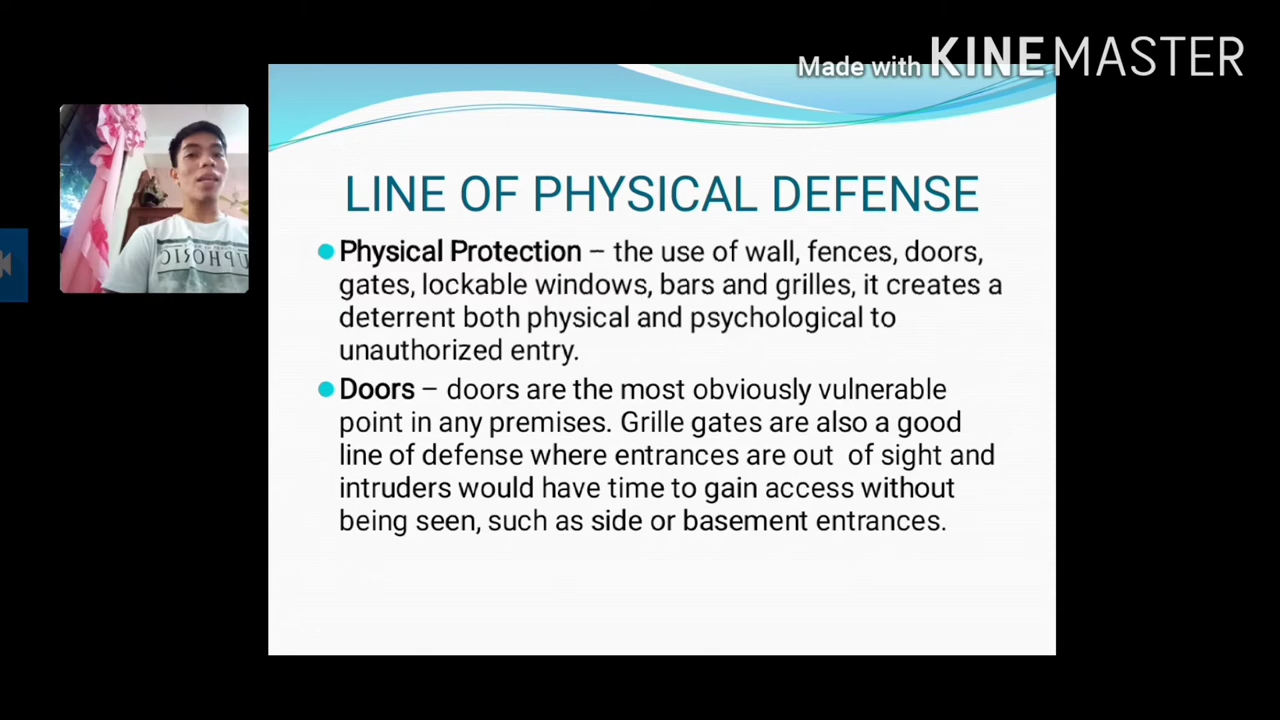 Made with KINEMASTER
LINE OF PHYSICAL DEFENSE
Physical Protection – the use of wall, fences, doors,
gates, lockable windows, bars and grilles, it creates a
deterrent both physical and psychological to
unauthorized entry.
Doors – doors are the most obviously vulnerable
point in any premises. Grille gates are also a good
line of defense where entrances are out of sight and
intruders would have time to gain access without
being seen, such as side or basement entrances.